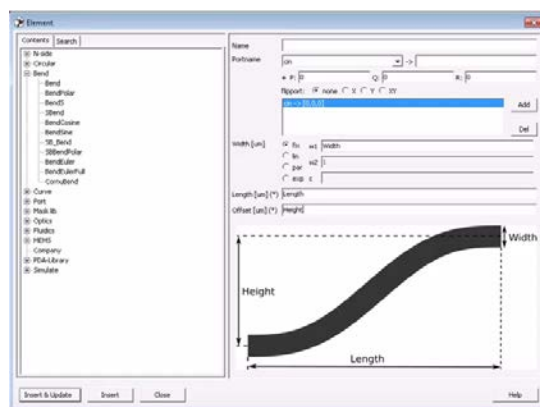 Element
Contents Search
N-side
Circular
Bend
Bend
BendPolar
BendS
SBend
BendCosine
BendSine
SB_Bend
SBBendPolar
BendEuler
BendEulerFull
CornuBend
Curve
Port
Mask lib
Optics
Fluidics
MEMS
Company
PDA-Library
Simulate
Name
Portname cin ->
+ P: 0 Q: 0 R: 0
flipport: none X Y XY
cin -> [0,0,0]
Add
Del
Width [um] fix w1 Width
lin w2 1
par
exp c
Length [um] (*) Length
Offset [um] (*) Height
Width
Height
Length
Insert & Update Insert Close Help